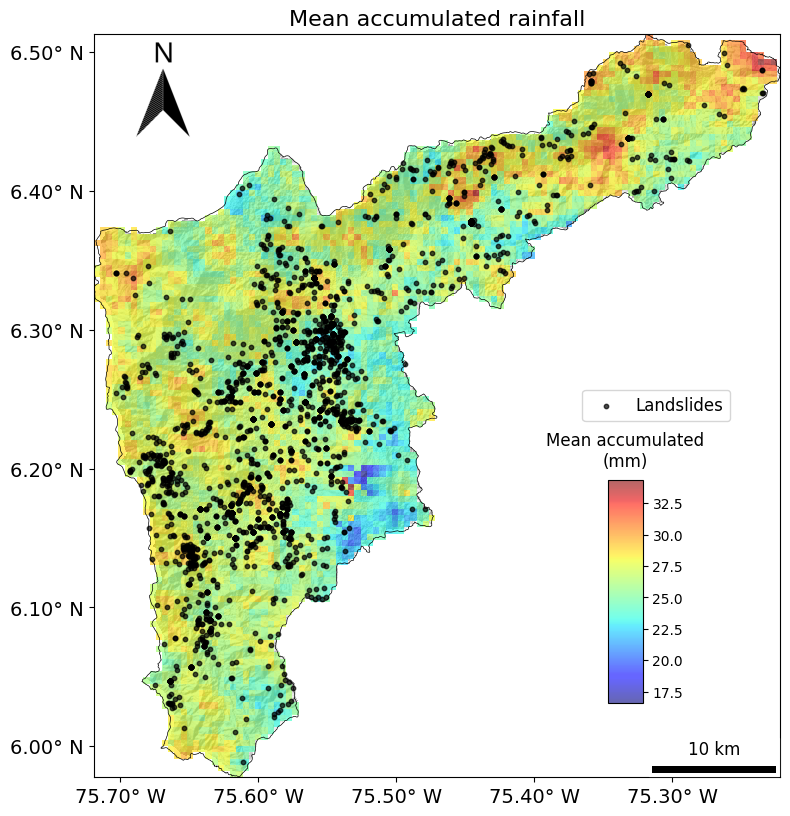 Mean accumulated rainfall
N
6.50° N
6.40° N
6.30° N
6.20° N
6.10° N
6.00° N
Landslides
Mean accumulated
(mm)
32.5
30.0
27.5
25.0
22.5
20.0
17.5
10 km
75.70° W
75.60° W
75.50° W
75.40° W
75.30° W